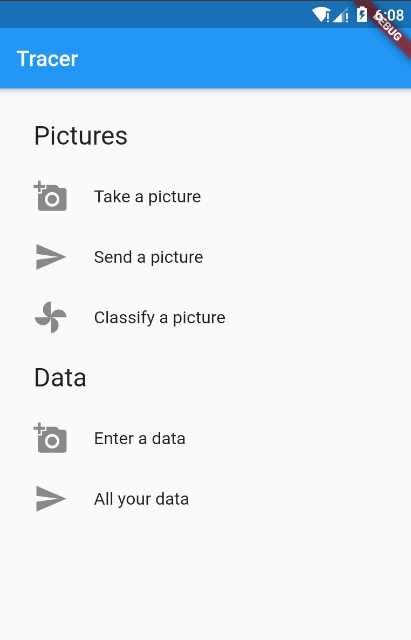 6:08
DEBUG
Tracer
Pictures
Take a picture
Send a picture
Classify a picture
Data
Enter a data
All your data